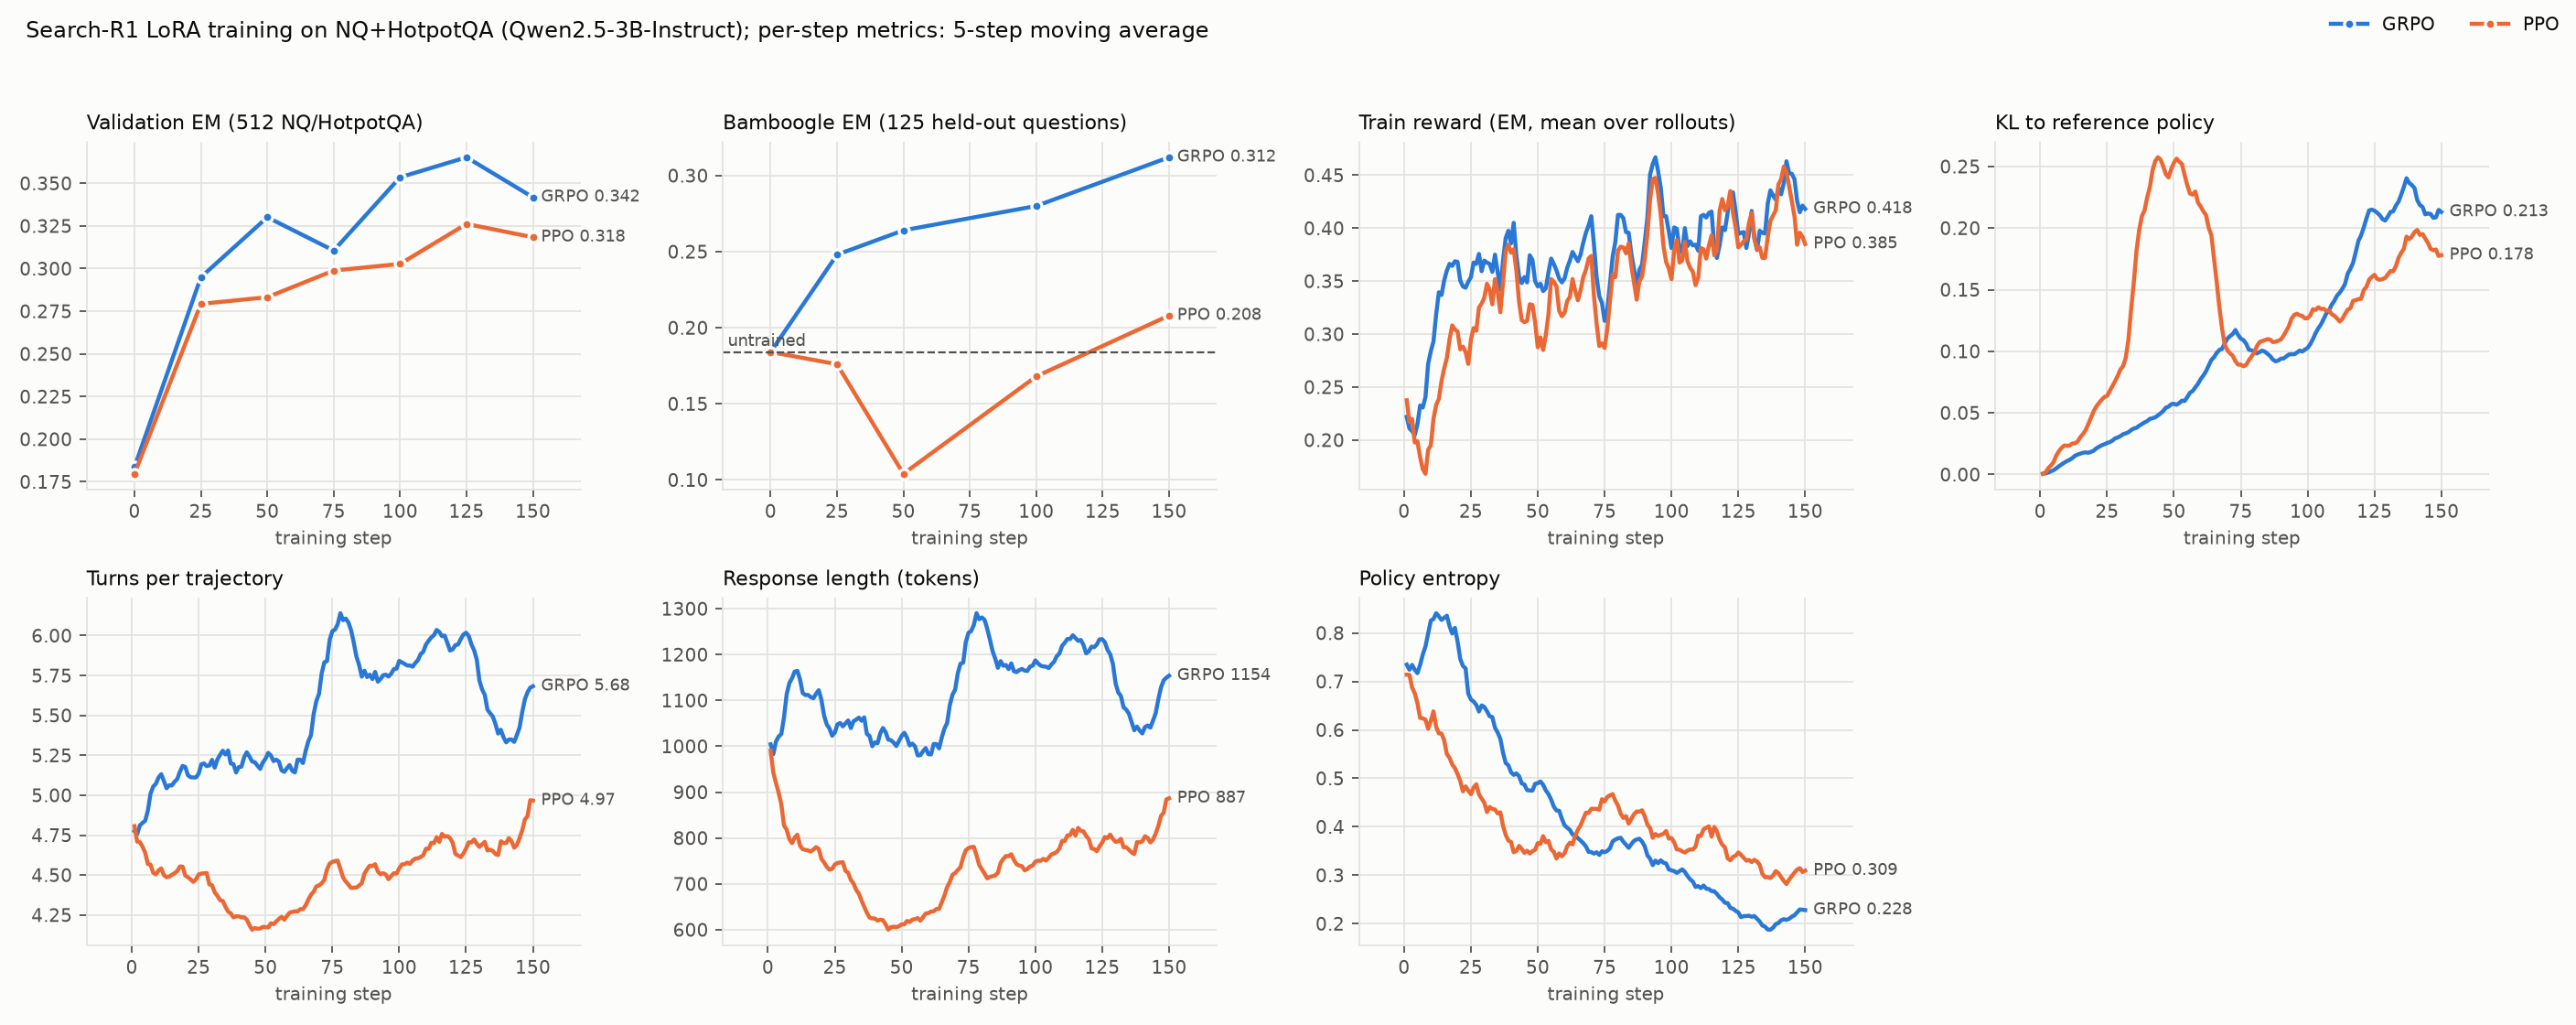 Search-R1 LoRA training on NQ+HotpotQA (Qwen2.5-3B-Instruct); per-step metrics: 5-step moving average
GRPO
PPO
Validation EM (512 NQ/HotpotQA)
0.350
0.325
0.300
0.275
0.250
0.225
0.200
0.175
GRPO 0.342
PPO 0.318
0 25 50 75 100 125 150
training step
Bamboogle EM (125 held-out questions)
0.30
0.25
0.20
0.15
0.10
untrained
GRPO 0.312
PPO 0.208
0 25 50 75 100 125 150
training step
Train reward (EM, mean over rollouts)
0.45
0.40
0.35
0.30
0.25
0.20
GRPO 0.418
PPO 0.385
0 25 50 75 100 125 150
training step
KL to reference policy
0.25
0.20
0.15
0.10
0.05
0.00
GRPO 0.213
PPO 0.178
0 25 50 75 100 125 150
training step
Turns per trajectory
6.00
5.75
5.50
5.25
5.00
4.75
4.50
4.25
GRPO 5.68
PPO 4.97
0 25 50 75 100 125 150
training step
Response length (tokens)
1300
1200
1100
1000
900
800
700
600
GRPO 1154
PPO 887
0 25 50 75 100 125 150
training step
Policy entropy
0.8
0.7
0.6
0.5
0.4
0.3
0.2
PPO 0.309
GRPO 0.228
0 25 50 75 100 125 150
training step